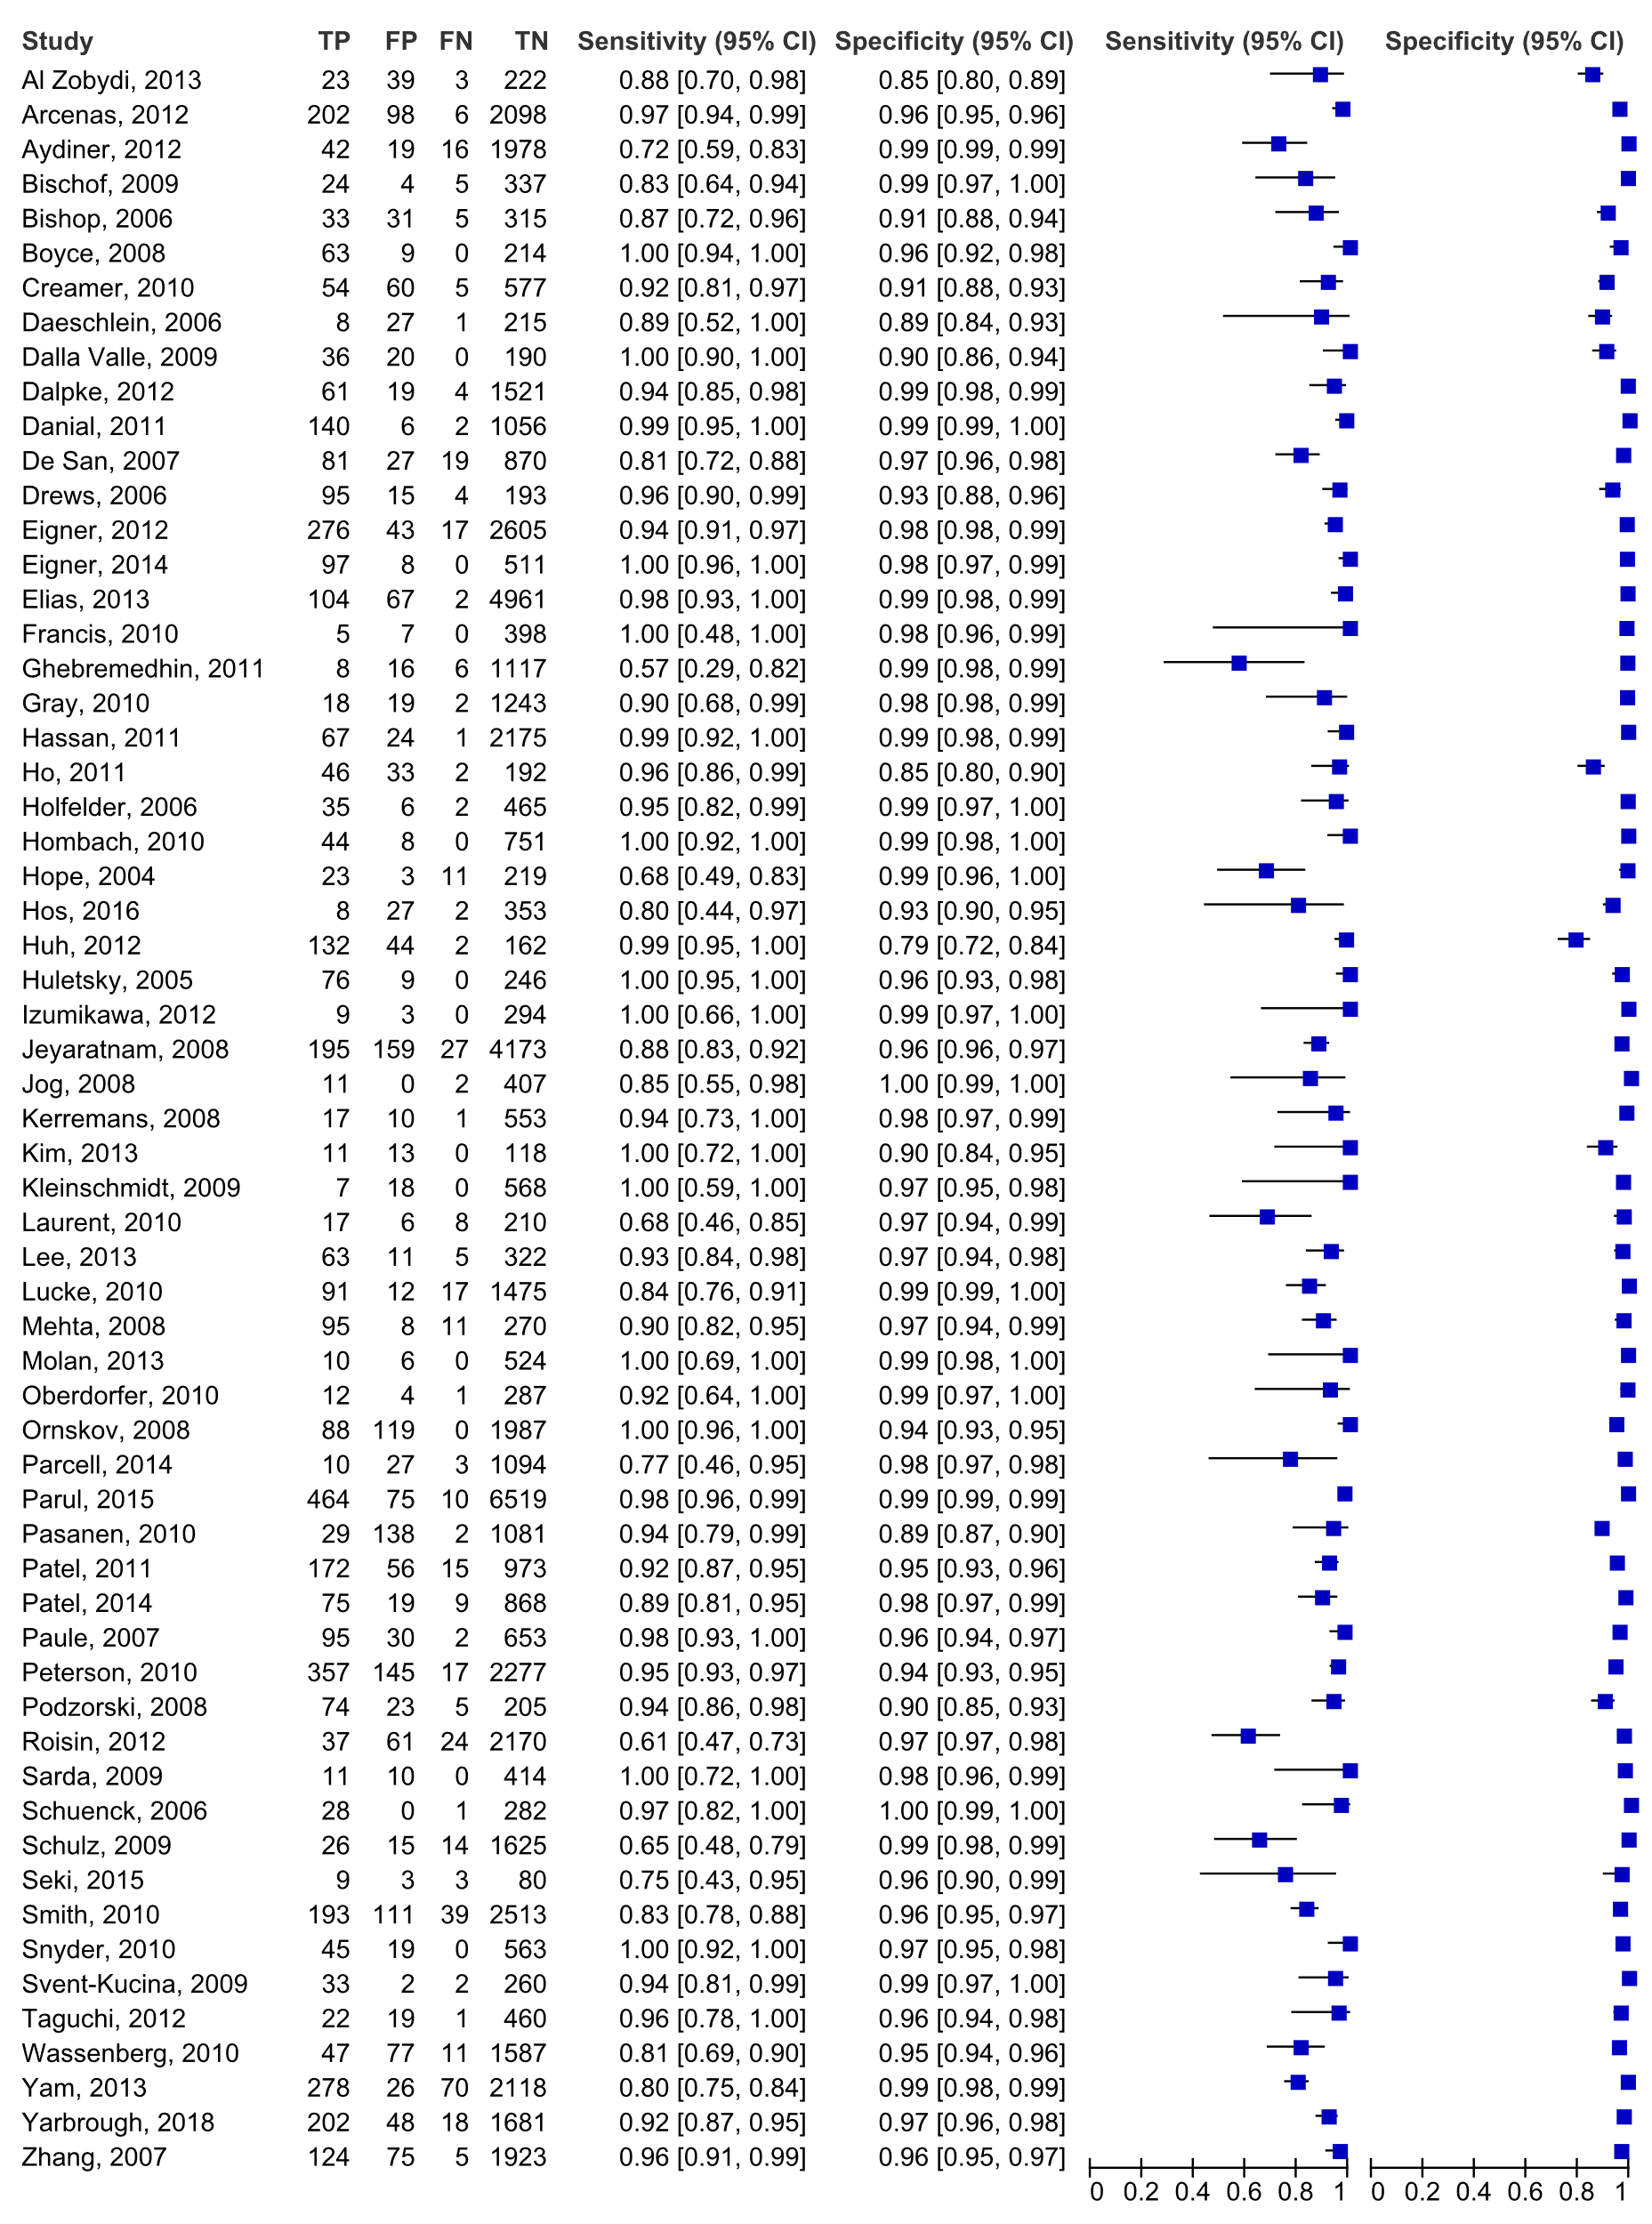 Study TP FP FN TN Sensitivity (95% CI) Specificity (95% CI) Sensitivity (95% CI) Specificity (95% CI)
Al Zobydi, 2013 23 39 3 222 0.88 [0.70, 0.98] 0.85 [0.80, 0.89]
Arcenas, 2012 202 98 6 2098 0.97 [0.94, 0.99] 0.96 [0.95, 0.96]
Aydiner, 2012 42 19 16 1978 0.72 [0.59, 0.83] 0.99 [0.99, 0.99]
Bischof, 2009 24 4 5 337 0.83 [0.64, 0.94] 0.99 [0.97, 1.00]
Bishop, 2006 33 31 5 315 0.87 [0.72, 0.96] 0.91 [0.88, 0.94]
Boyce, 2008 63 9 0 214 1.00 [0.94, 1.00] 0.96 [0.92, 0.98]
Creamer, 2010 54 60 5 577 0.92 [0.81, 0.97] 0.91 [0.88, 0.93]
Daeschlein, 2006 8 27 1 215 0.89 [0.52, 1.00] 0.89 [0.84, 0.93]
Dalla Valle, 2009 36 20 0 190 1.00 [0.90, 1.00] 0.90 [0.86, 0.94]
Dalpke, 2012 61 19 4 1521 0.94 [0.85, 0.98] 0.99 [0.98, 0.99]
Danial, 2011 140 6 2 1056 0.99 [0.95, 1.00] 0.99 [0.99, 1.00]
De San, 2007 81 27 19 870 0.81 [0.72, 0.88] 0.97 [0.96, 0.98]
Drews, 2006 95 15 4 193 0.96 [0.90, 0.99] 0.93 [0.88, 0.96]
Eigner, 2012 276 43 17 2605 0.94 [0.91, 0.97] 0.98 [0.98, 0.99]
Eigner, 2014 97 8 0 511 1.00 [0.96, 1.00] 0.98 [0.97, 0.99]
Elias, 2013 104 67 2 4961 0.98 [0.93, 1.00] 0.99 [0.98, 0.99]
Francis, 2010 5 7 0 398 1.00 [0.48, 1.00] 0.98 [0.96, 0.99]
Ghebremedhin, 2011 8 16 6 1117 0.57 [0.29, 0.82] 0.99 [0.98, 0.99]
Gray, 2010 18 19 2 1243 0.90 [0.68, 0.99] 0.98 [0.98, 0.99]
Hassan, 2011 67 24 1 2175 0.99 [0.92, 1.00] 0.99 [0.98, 0.99]
Ho, 2011 46 33 2 192 0.96 [0.86, 0.99] 0.85 [0.80, 0.90]
Holfelder, 2006 35 6 2 465 0.95 [0.82, 0.99] 0.99 [0.97, 1.00]
Hombach, 2010 44 8 0 751 1.00 [0.92, 1.00] 0.99 [0.98, 1.00]
Hope, 2004 23 3 11 219 0.68 [0.49, 0.83] 0.99 [0.96, 1.00]
Hos, 2016 8 27 2 353 0.80 [0.44, 0.97] 0.93 [0.90, 0.95]
Huh, 2012 132 44 2 162 0.99 [0.95, 1.00] 0.79 [0.72, 0.84]
Huletsky, 2005 76 9 0 246 1.00 [0.95, 1.00] 0.96 [0.93, 0.98]
Izumikawa, 2012 9 3 0 294 1.00 [0.66, 1.00] 0.99 [0.97, 1.00]
Jeyaratnam, 2008 195 159 27 4173 0.88 [0.83, 0.92] 0.96 [0.96, 0.97]
Jog, 2008 11 0 2 407 0.85 [0.55, 0.98] 1.00 [0.99, 1.00]
Kerremans, 2008 17 10 1 553 0.94 [0.73, 1.00] 0.98 [0.97, 0.99]
Kim, 2013 11 13 0 118 1.00 [0.72, 1.00] 0.90 [0.84, 0.95]
Kleinschmidt, 2009 7 18 0 568 1.00 [0.59, 1.00] 0.97 [0.95, 0.98]
Laurent, 2010 17 6 8 210 0.68 [0.46, 0.85] 0.97 [0.94, 0.99]
Lee, 2013 63 11 5 322 0.93 [0.84, 0.98] 0.97 [0.94, 0.98]
Lucke, 2010 91 12 17 1475 0.84 [0.76, 0.91] 0.99 [0.99, 1.00]
Mehta, 2008 95 8 11 270 0.90 [0.82, 0.95] 0.97 [0.94, 0.99]
Molan, 2013 10 6 0 524 1.00 [0.69, 1.00] 0.99 [0.98, 1.00]
Oberdorfer, 2010 12 4 1 287 0.92 [0.64, 1.00] 0.99 [0.97, 1.00]
Ornskov, 2008 88 119 0 1987 1.00 [0.96, 1.00] 0.94 [0.93, 0.95]
Parcell, 2014 10 27 3 1094 0.77 [0.46, 0.95] 0.98 [0.97, 0.98]
Parul, 2015 464 75 10 6519 0.98 [0.96, 0.99] 0.99 [0.99, 0.99]
Pasanen, 2010 29 138 2 1081 0.94 [0.79, 0.99] 0.89 [0.87, 0.90]
Patel, 2011 172 56 15 973 0.92 [0.87, 0.95] 0.95 [0.93, 0.96]
Patel, 2014 75 19 9 868 0.89 [0.81, 0.95] 0.98 [0.97, 0.99]
Paule, 2007 95 30 2 653 0.98 [0.93, 1.00] 0.96 [0.94, 0.97]
Peterson, 2010 357 145 17 2277 0.95 [0.93, 0.97] 0.94 [0.93, 0.95]
Podzorski, 2008 74 23 5 205 0.94 [0.86, 0.98] 0.90 [0.85, 0.93]
Roisin, 2012 37 61 24 2170 0.61 [0.47, 0.73] 0.97 [0.97, 0.98]
Sarda, 2009 11 10 0 414 1.00 [0.72, 1.00] 0.98 [0.96, 0.99]
Schuenck, 2006 28 0 1 282 0.97 [0.82, 1.00] 1.00 [0.99, 1.00]
Schulz, 2009 26 15 14 1625 0.65 [0.48, 0.79] 0.99 [0.98, 0.99]
Seki, 2015 9 3 3 80 0.75 [0.43, 0.95] 0.96 [0.90, 0.99]
Smith, 2010 193 111 39 2513 0.83 [0.78, 0.88] 0.96 [0.95, 0.97]
Snyder, 2010 45 19 0 563 1.00 [0.92, 1.00] 0.97 [0.95, 0.98]
Svent-Kucina, 2009 33 2 2 260 0.94 [0.81, 0.99] 0.99 [0.97, 1.00]
Taguchi, 2012 22 19 1 460 0.96 [0.78, 1.00] 0.96 [0.94, 0.98]
Wassenberg, 2010 47 77 11 1587 0.81 [0.69, 0.90] 0.95 [0.94, 0.96]
Yam, 2013 278 26 70 2118 0.80 [0.75, 0.84] 0.99 [0.98, 0.99]
Yarbrough, 2018 202 48 18 1681 0.92 [0.87, 0.95] 0.97 [0.96, 0.98]
Zhang, 2007 124 75 5 1923 0.96 [0.91, 0.99] 0.96 [0.95, 0.97]
0 0.2 0.4 0.6 0.8 1 0 0.2 0.4 0.6 0.8 1